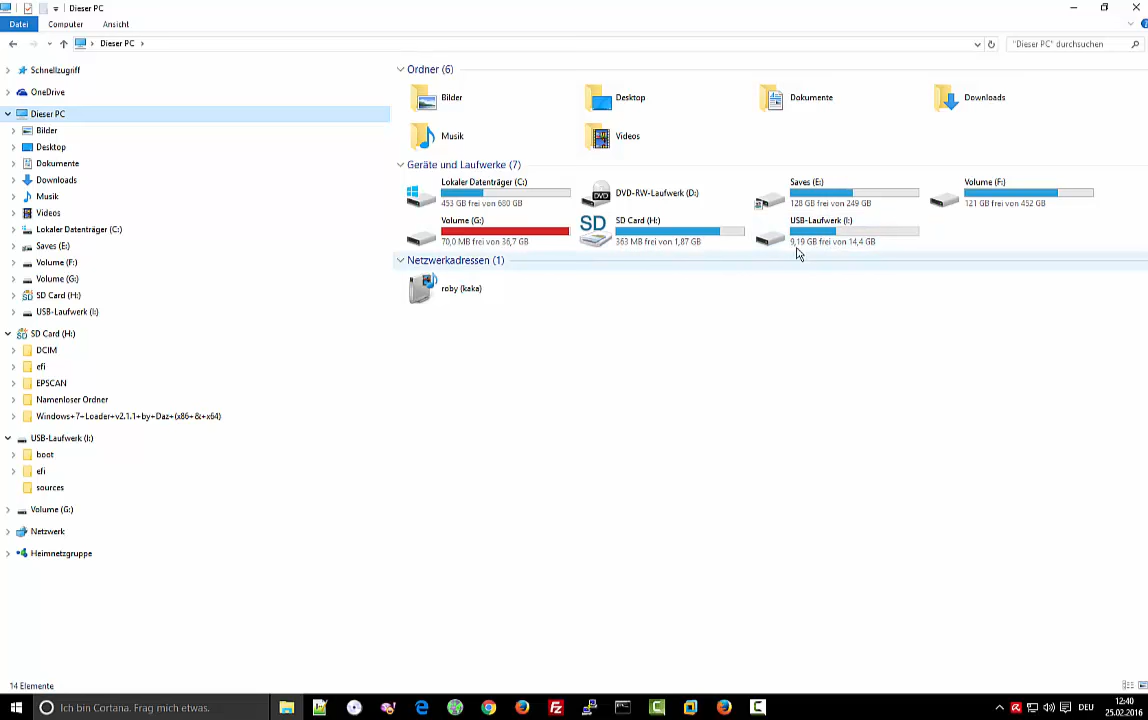 Dieser PC
Datei Computer Ansicht
Dieser PC
"Dieser PC" durchsuchen
Schnellzugriff
OneDrive
Dieser PC
Bilder
Desktop
Dokumente
Downloads
Musik
Videos
Lokaler Datenträger (C:)
Saves (E:)
Volume (F:)
Volume (G:)
SD Card (H:)
USB-Laufwerk (I:)
SD Card (H:)
DCIM
efi
EPSCAN
Namenloser Ordner
Windows+7+Loader+v2.1.1+by+Daz+(x86+&+x64)
USB-Laufwerk (I:)
boot
efi
sources
Volume (G:)
Netzwerk
Heimnetzgruppe
Ordner (6)
Bilder Desktop Dokumente Downloads
Musik Videos
Geräte und Laufwerke (7)
Lokaler Datenträger (C:)
453 GB frei von 680 GB
DVD-RW-Laufwerk (D:)
Saves (E:)
128 GB frei von 249 GB
Volume (F:)
121 GB frei von 452 GB
Volume (G:)
70,0 MB frei von 36,7 GB
SD
SD Card (H:)
363 MB frei von 1,87 GB
USB-Laufwerk (I:)
9,19 GB frei von 14,4 GB
Netzwerkadressen (1)
roby (kaka)
14 Elemente
Ich bin Cortana. Frag mich etwas.
DEU
12:40
25.02.2016